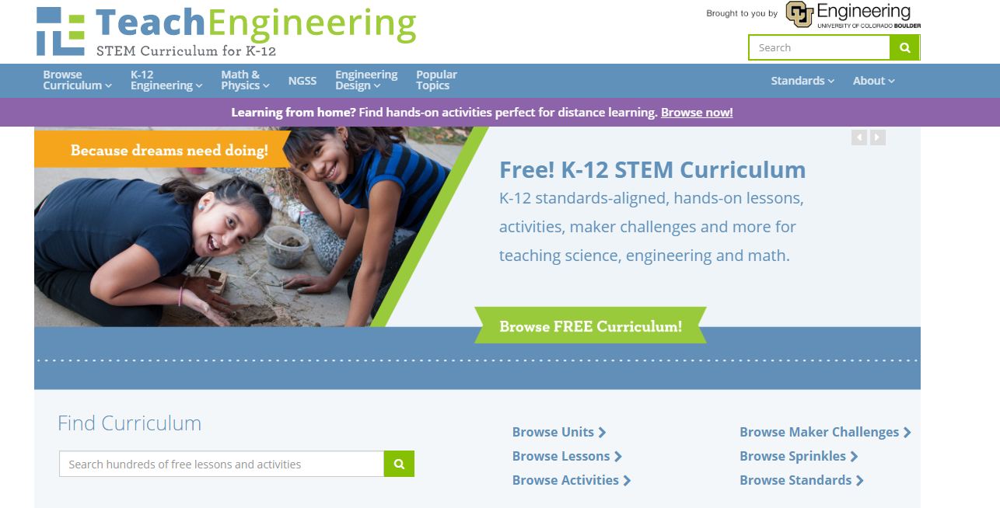 TeachEngineering
STEM Curriculum for K-12
Brought to you by
CU Engineering
UNIVERSITY OF COLORADO BOULDER
Search
Browse
Curriculum
K-12
Engineering
Math &
Physics
NGSS
Engineering
Design
Popular
Topics
Standards
About
Learning from home? Find hands-on activities perfect for distance learning. Browse now!
Because dreams need doing!
Free! K-12 STEM Curriculum
K-12 standards-aligned, hands-on lessons,
activities, maker challenges and more for
teaching science, engineering and math.
Browse FREE Curriculum!
Find Curriculum
Search hundreds of free lessons and activities
Browse Units
Browse Lessons
Browse Activities
Browse Maker Challenges
Browse Sprinkles
Browse Standards